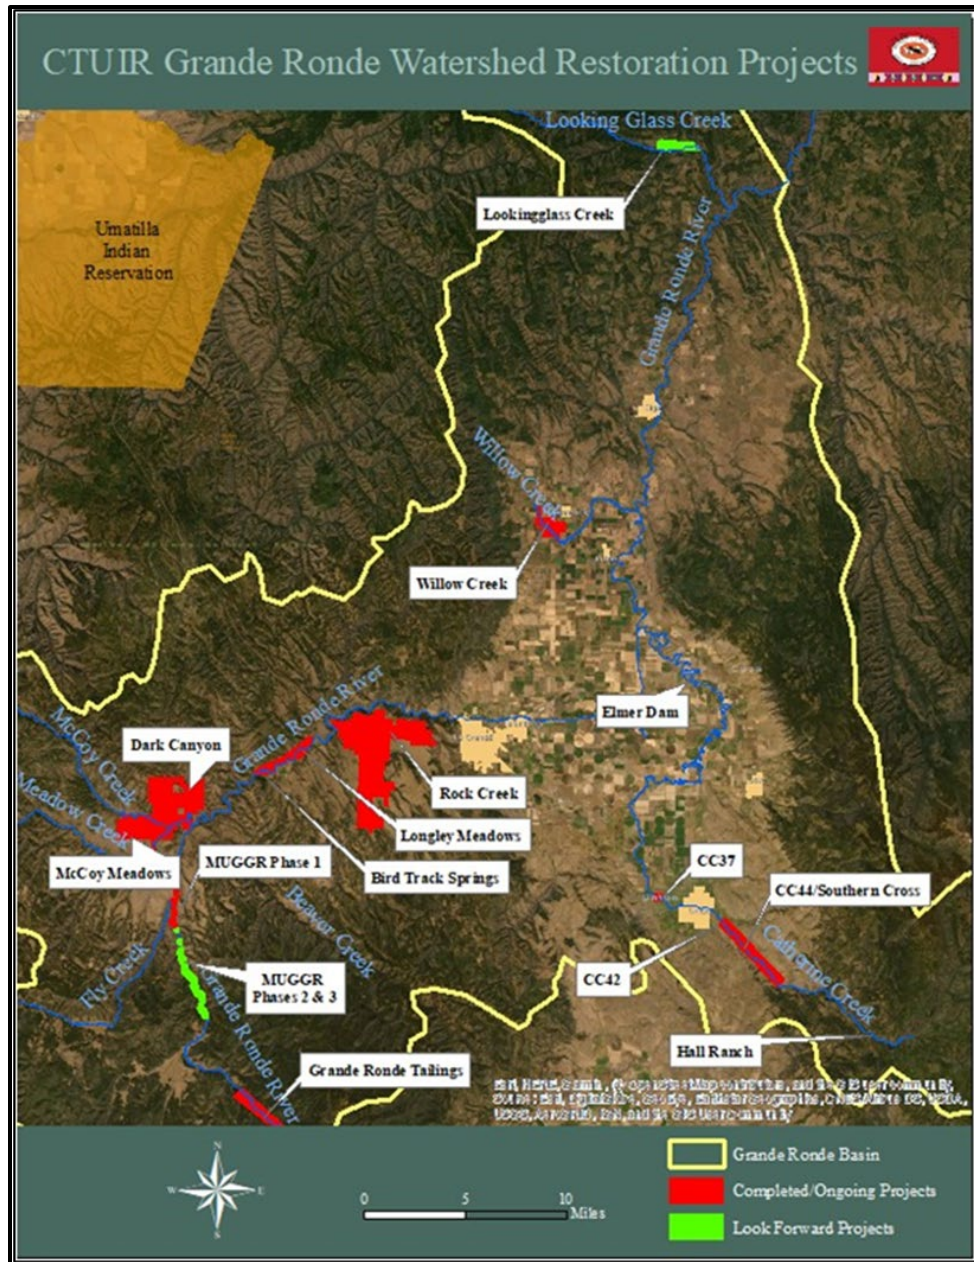 CTUIR Grande Ronde Watershed Restoration Projects
Looking Glass Creek
Lookingglass Creek
Umatilla
Indian
Reservation
Grande Ronde River
Willow Creek
Willow Creek
Elmer Dam
Grande Ronde River
McCoy Creek
Dark Canyon
Meadow Creek
Rock Creek
Longley Meadows
McCoy Meadows
MUGGR Phase 1
Bird Track Springs
CC37
CC44/Southern Cross
Beaver Creek
Catherine Creek
Fly Creek
MUGGR
Phases 2 & 3
CC42
Grande Ronde River
Hall Ranch
Grande Ronde Tailings
N
W
E
S
0 5 10
Miles
Grande Ronde Basin
Completed/Ongoing Projects
Look Forward Projects